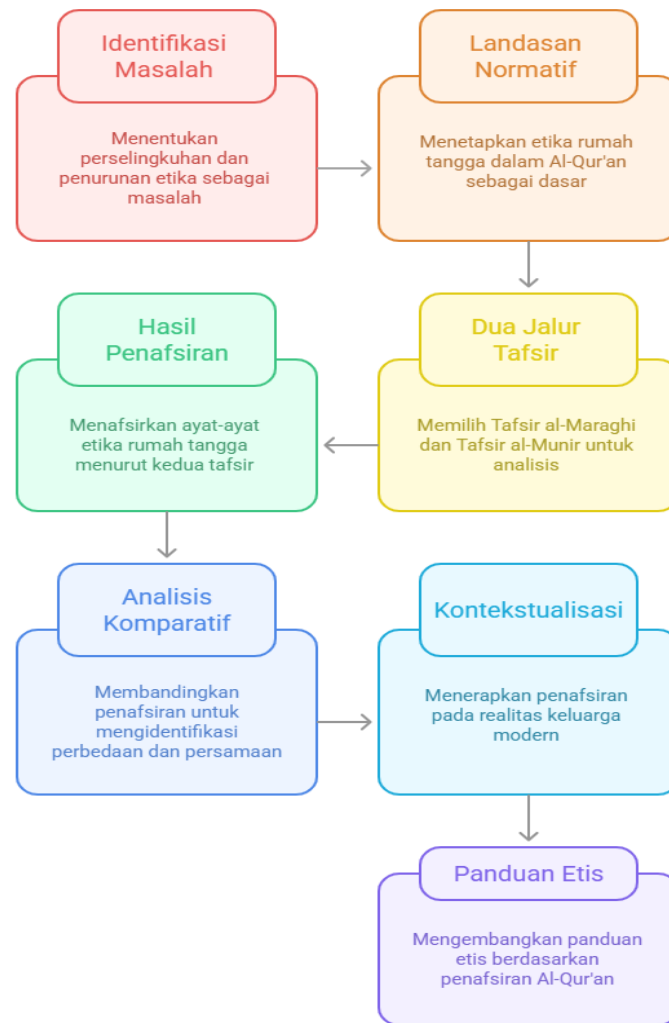 Identifikasi
Masalah
Menentukan
perselingkuhan dan
penurunan etika sebagai
masalah
Landasan
Normatif
Menetapkan etika rumah
tangga dalam Al-Qur'an
sebagai dasar
Dua Jalur
Tafsir
Memilih Tafsir al-Maraghi
dan Tafsir al-Munir untuk
analisis
Hasil
Penafsiran
Menafsirkan ayat-ayat
etika rumah tangga
menurut kedua tafsir
Analisis
Komparatif
Membandingkan
penafsiran untuk
mengidentifikasi
perbedaan dan persamaan
Kontekstualisasi
Menerapkan penafsiran
pada realitas keluarga
modern
Panduan Etis
Mengembangkan panduan
etis berdasarkan
penafsiran Al-Qur'an